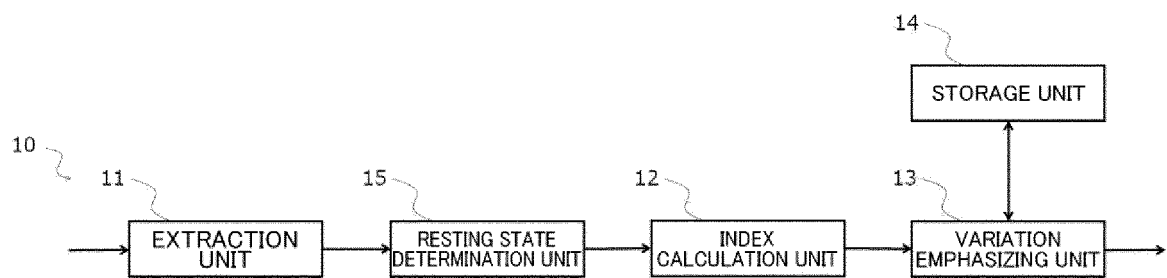 14
STORAGE UNIT
10
11
15
12
13
EXTRACTION
UNIT
RESTING STATE
DETERMINATION UNIT
INDEX
CALCULATION UNIT
VARIATION
EMPHASIZING UNIT